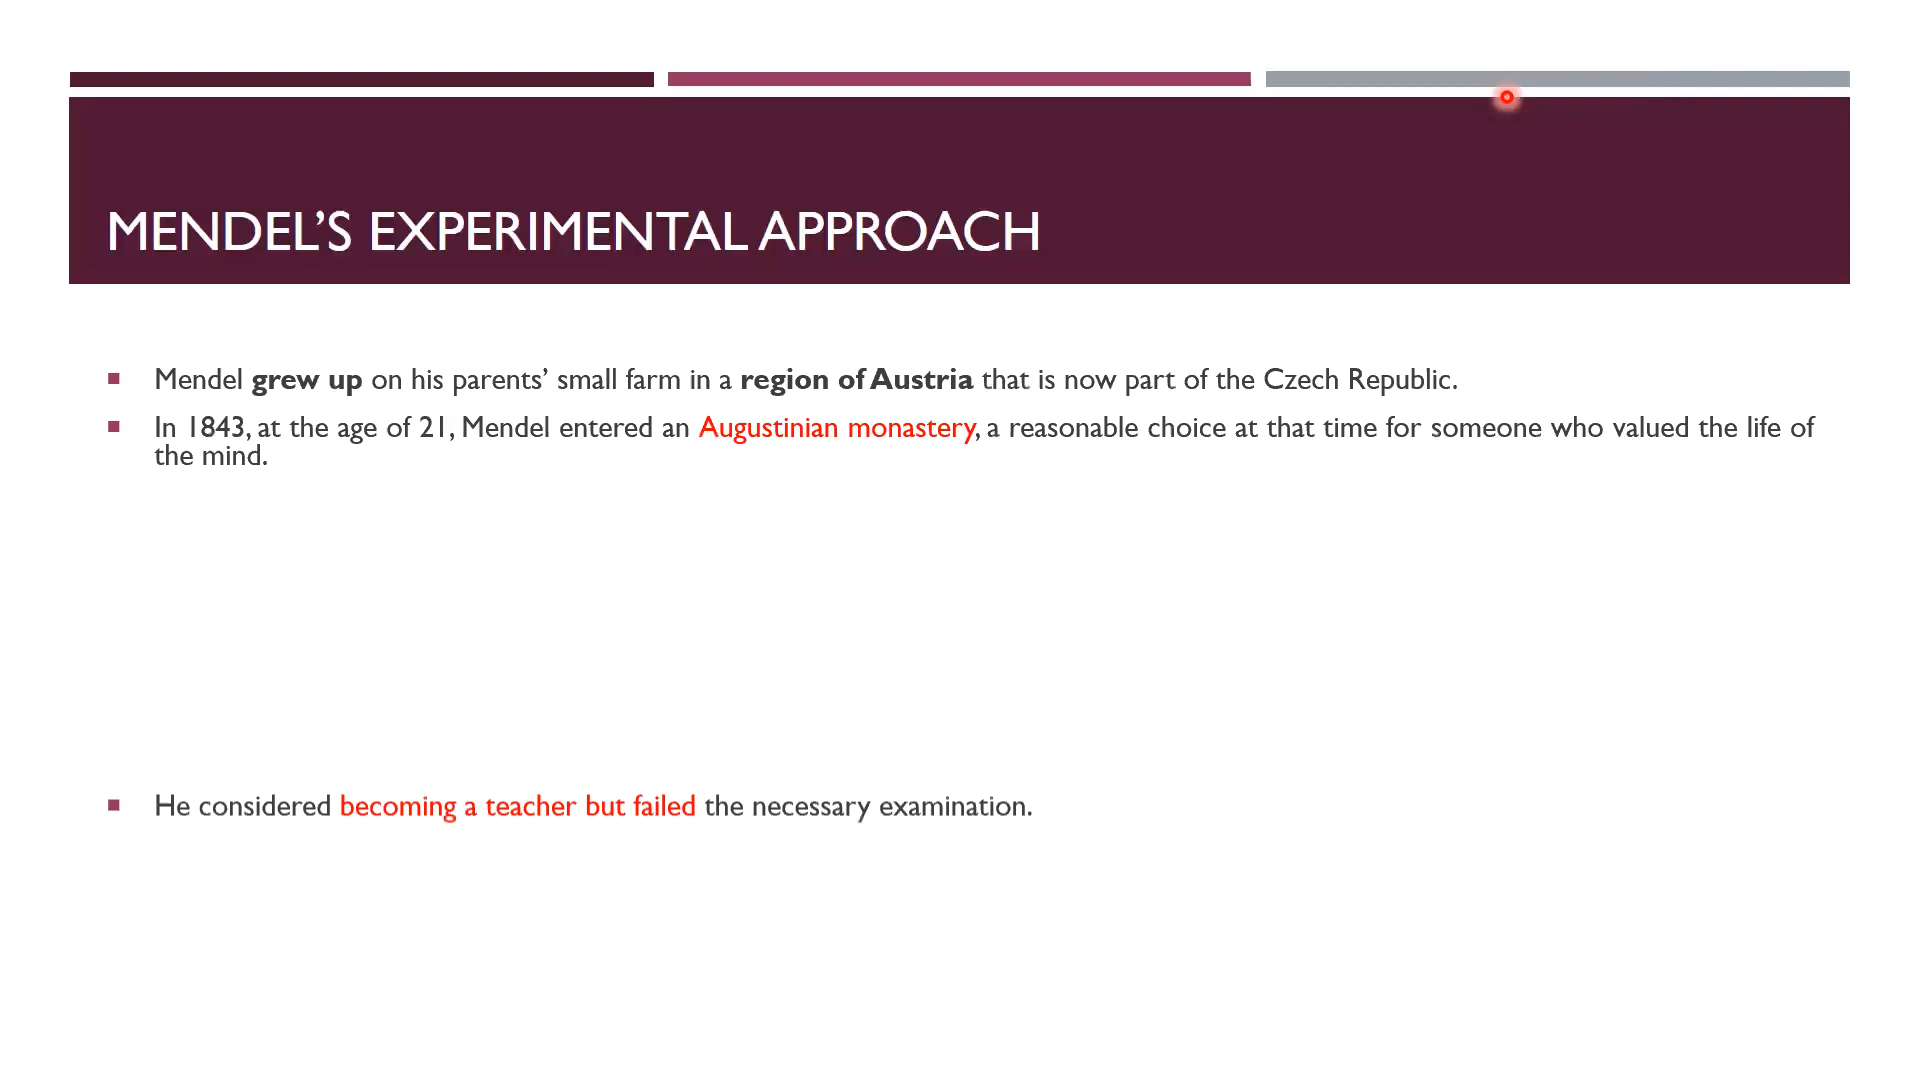 MENDEL’S EXPERIMENTAL APPROACH
▪ Mendel grew up on his parents’ small farm in a region of Austria that is now part of the Czech Republic.
▪ In 1843, at the age of 21, Mendel entered an Augustinian monastery, a reasonable choice at that time for someone who valued the life of
the mind.
▪ He considered becoming a teacher but failed the necessary examination.